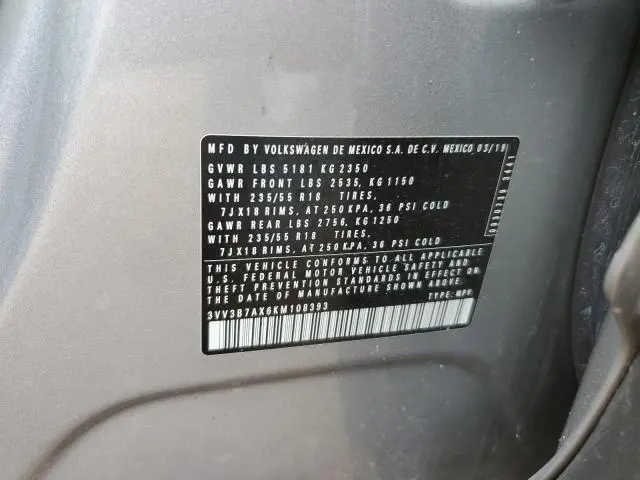 MFD BY VOLKSWAGEN DE MEXICO S.A. DE C.V. MEXICO 03/19
GVWR LBS 5181 KG 2350
GAWR FRONT LBS 2535, KG 1150
WITH 235/55 R18 TIRES,
7JX18 RIMS, AT 250 KPA, 36 PSI COLD
GAWR REAR LBS 2756, KG 1250
WITH 235/55 R18 TIRES,
7JX18 RIMS, AT 250 KPA, 36 PSI COLD
THIS VEHICLE CONFORMS TO ALL APPLICABLE
U.S. FEDERAL MOTOR VEHICLE SAFETY AND
THEFT PREVENTION STANDARDS IN EFFECT ON
THE DATE OF MANUFACTURE SHOWN ABOVE
3VV3B7AX6KM108393 TYPE: MPV